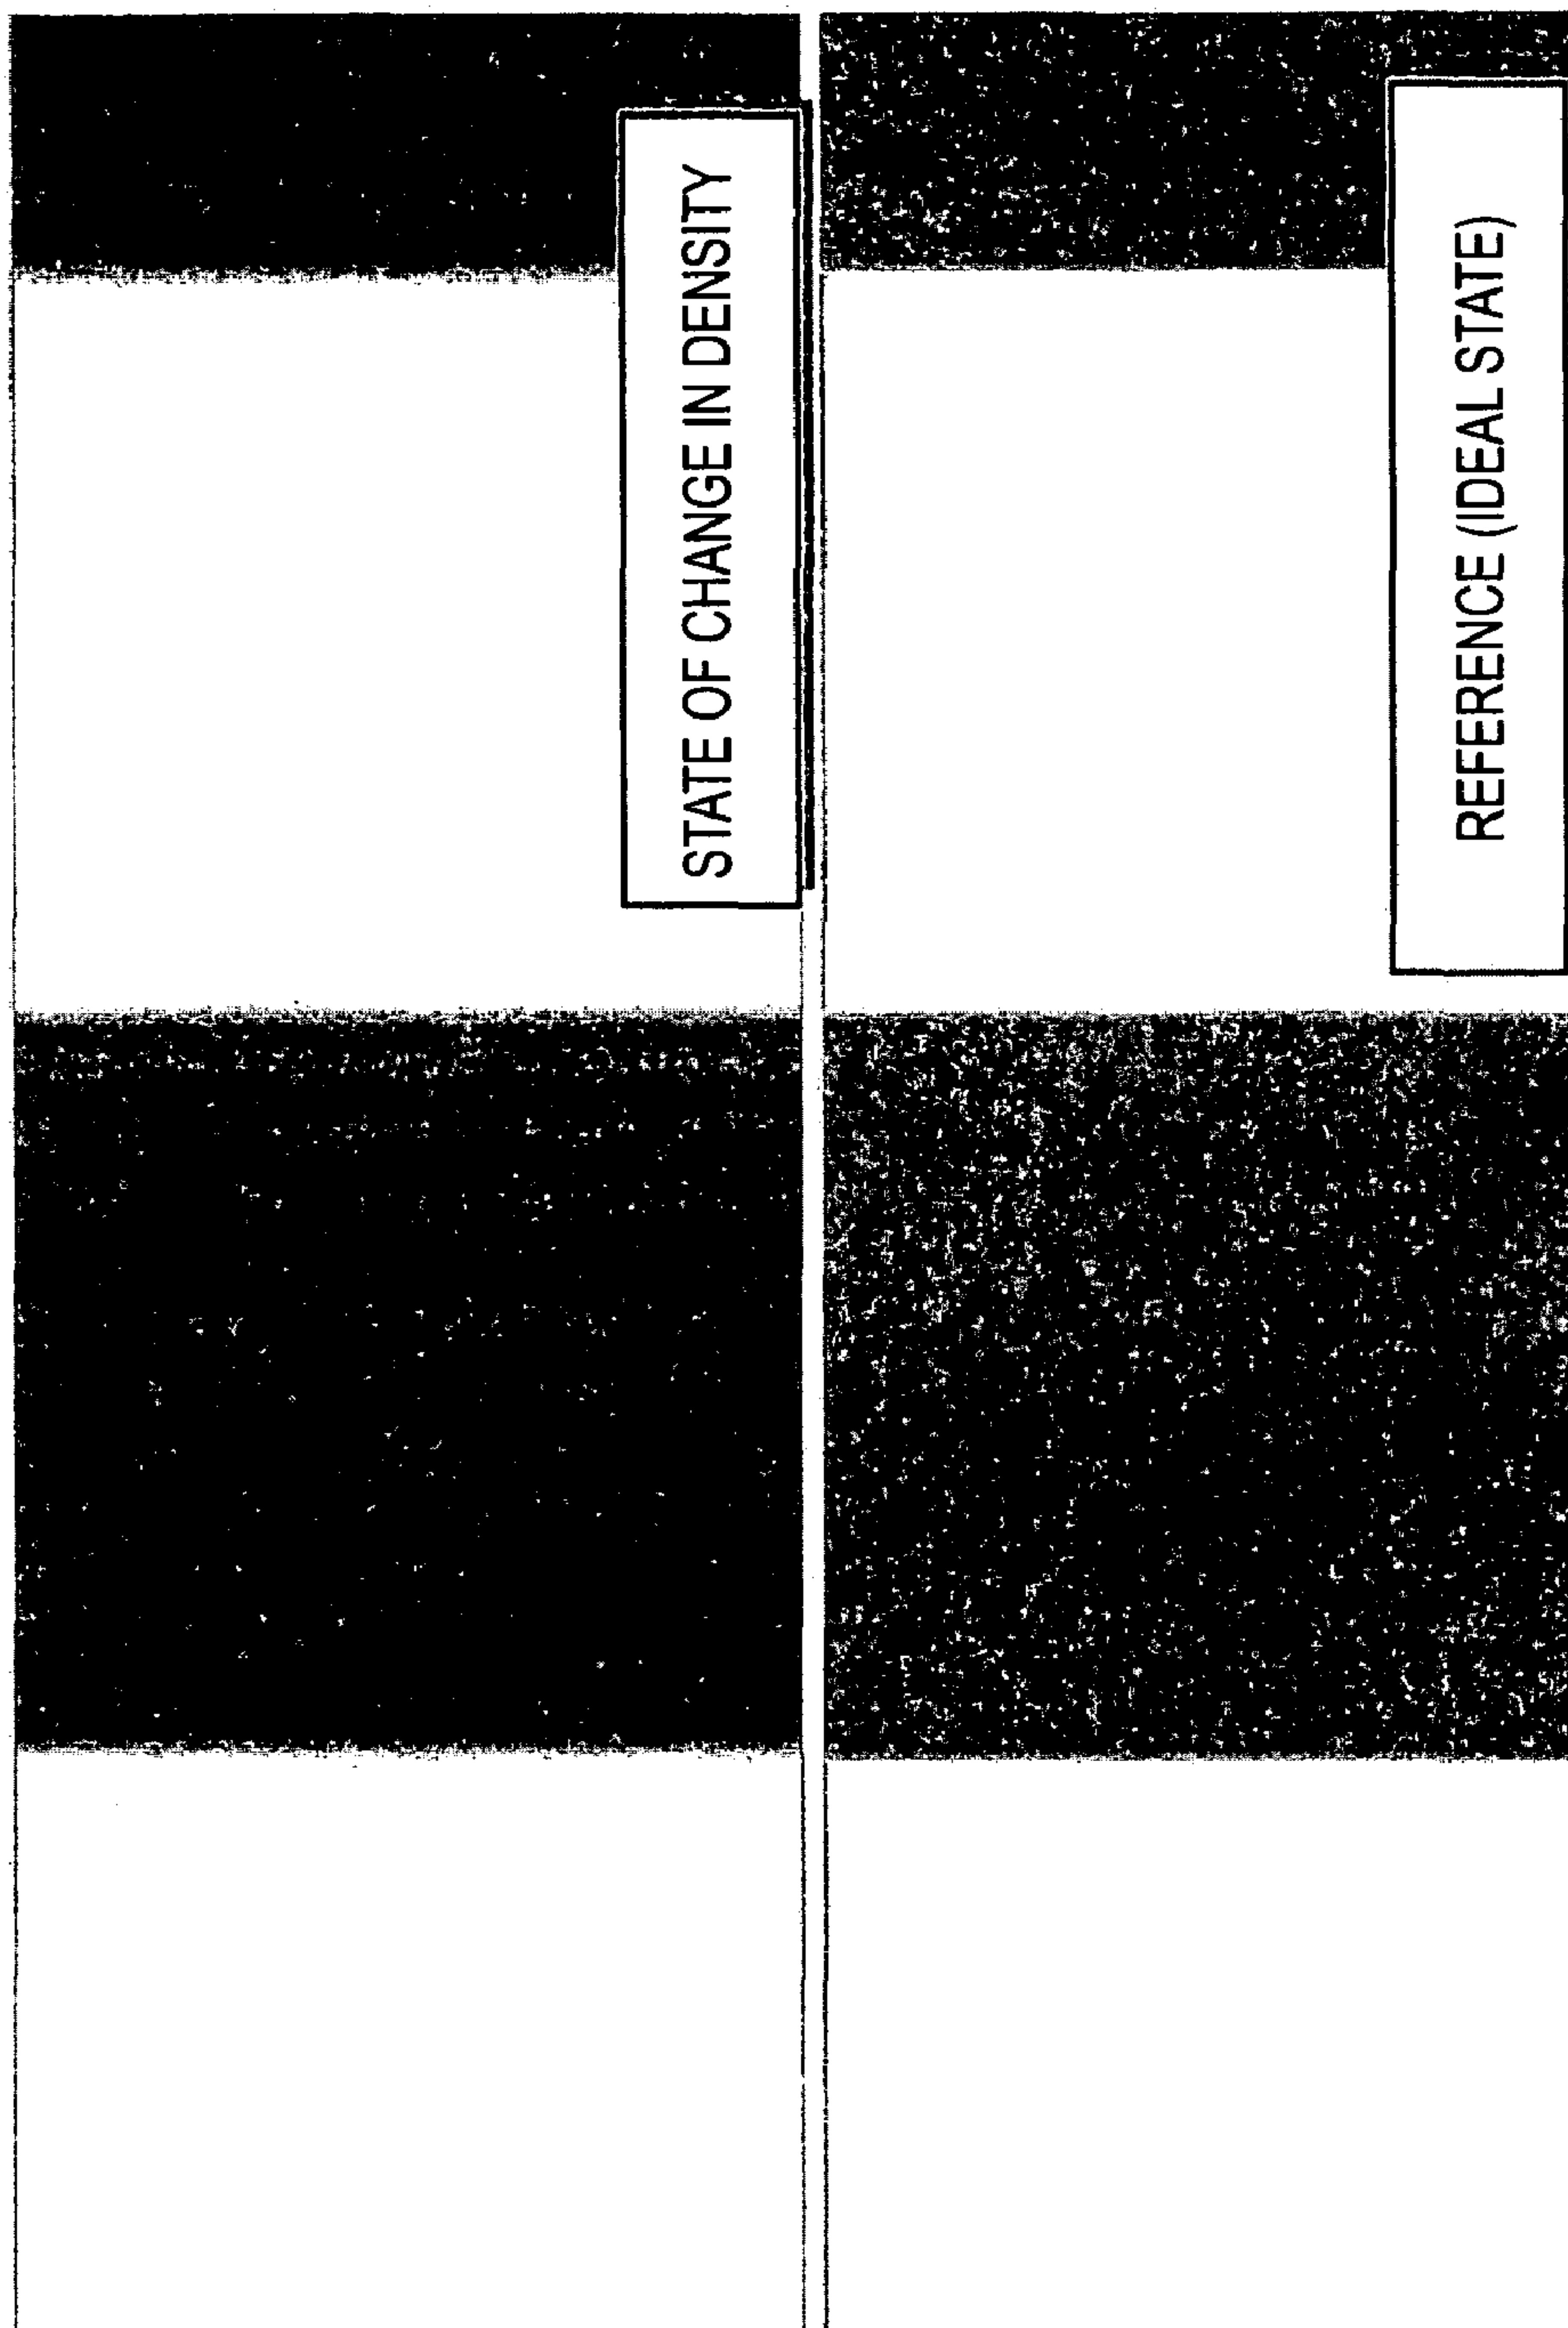 STATE OF CHANGE IN DENSITY
REFERENCE (IDEAL STATE)